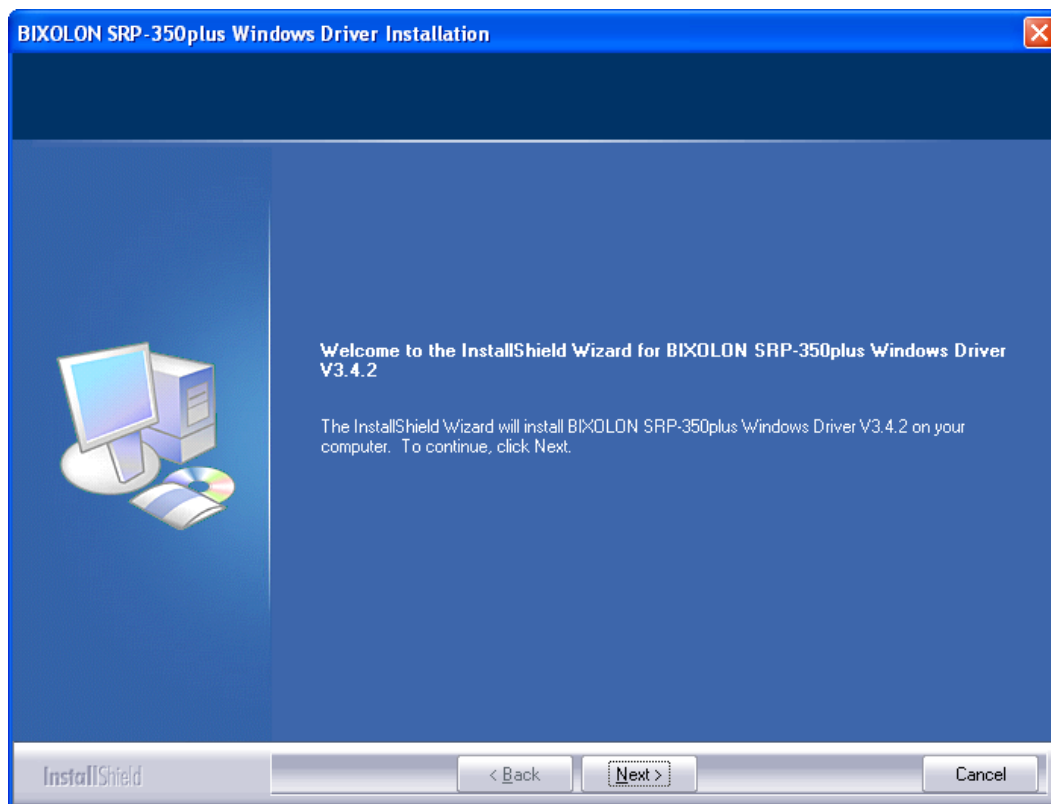 BIXOLON SRP-350plus Windows Driver Installation
Welcome to the InstallShield Wizard for BIXOLON SRP-350plus Windows Driver
V3.4.2
The InstallShield Wizard will install BIXOLON SRP-350plus Windows Driver V3.4.2 on your
computer.  To continue, click Next.
InstallShield
< Back
Next >
Cancel